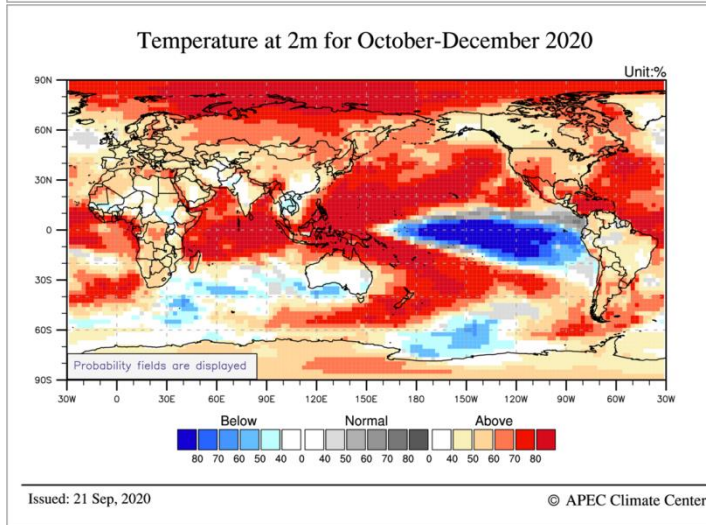 Temperature at 2m for October-December 2020
Unit:%
90N
60N
30N
0
30S
60S
90S
Probability fields are displayed
30W 0 30E 60E 90E 120E 150E 180 150W 120W 90W 60W 30W
Below Normal Above
80 70 60 50 40 0 40 50 60 70 80 0 40 50 60 70 80
Issued: 21 Sep, 2020 © APEC Climate Center